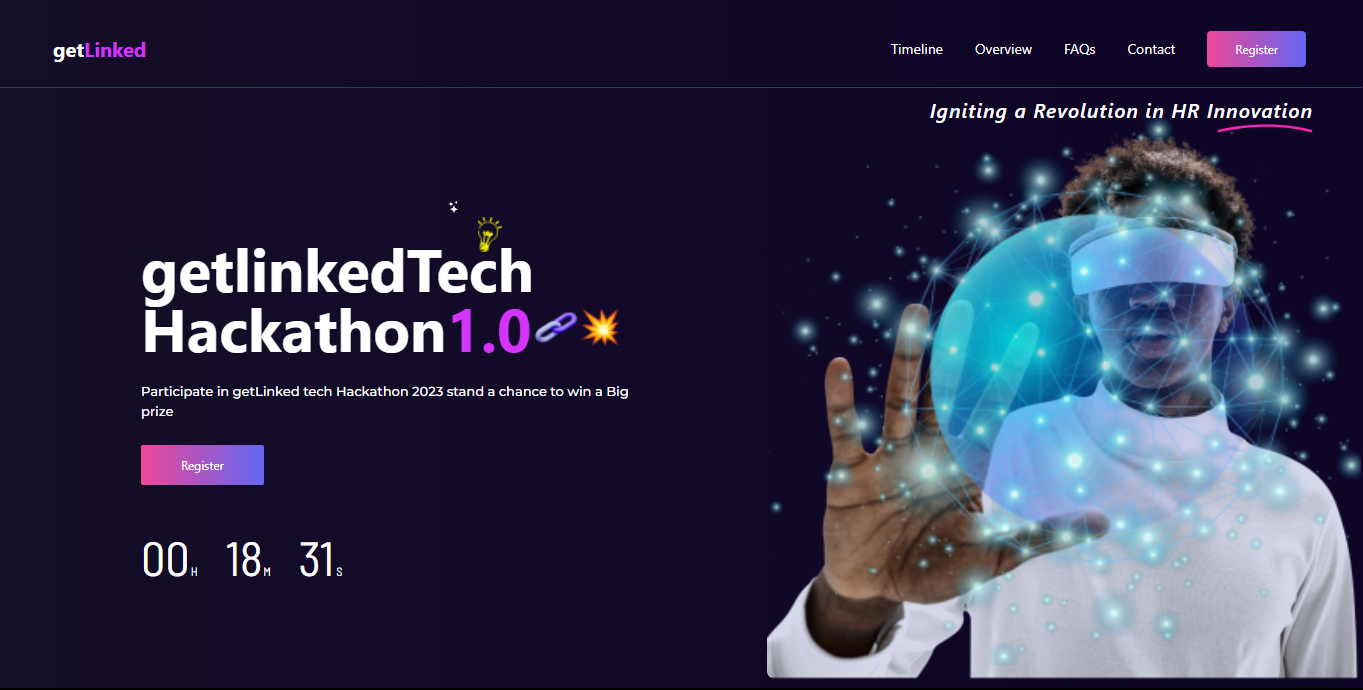 getLinked
Timeline Overview FAQs Contact Register
Igniting a Revolution in HR Innovation
getlinkedTech
Hackathon1.0🔗💥
Participate in getLinked tech Hackathon 2023 stand a chance to win a Big
prize
Register
00H 18M 31S